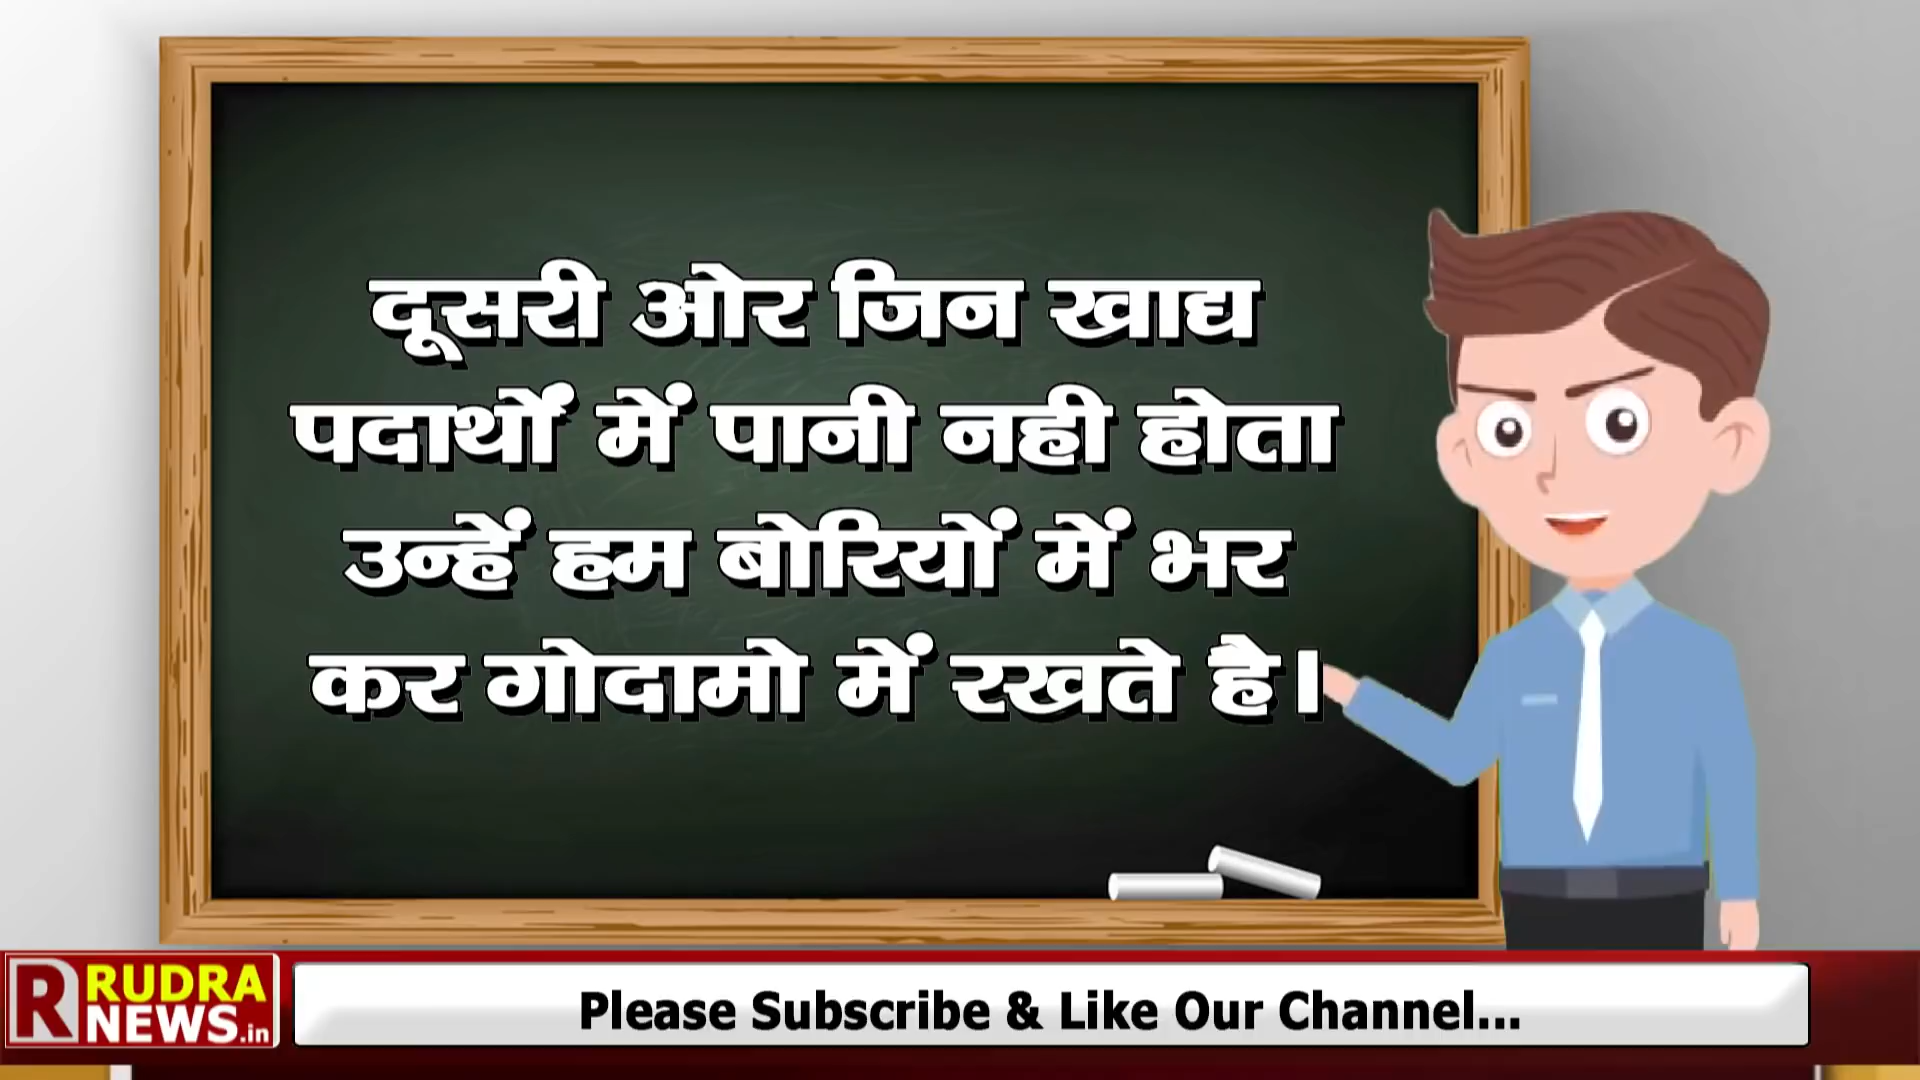 दूसरी ओर जिन खाद्य
पदार्थों में पानी नही होता
उन्हें हम बोरियों में भर
कर गोदामो में रखते है।
R RUDRA
NEWS.in
Please Subscribe & Like Our Channel...